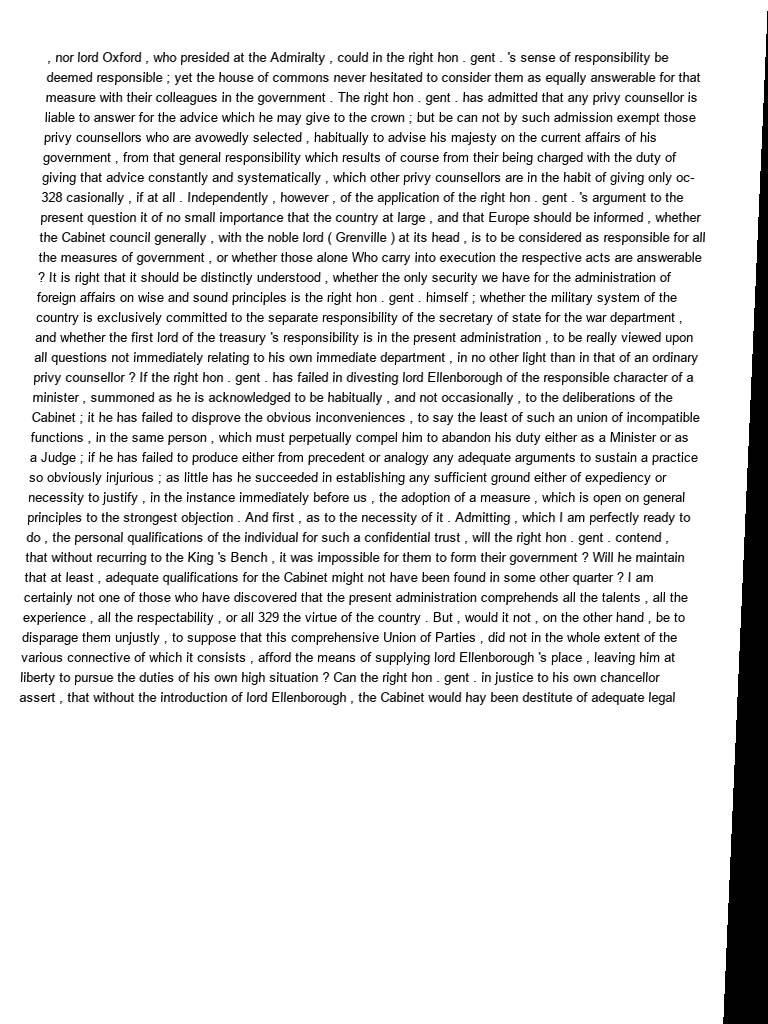 , nor lord Oxford , who presided at the Admiralty , could in the right hon . gent . 's sense of responsibility be
deemed responsible ; yet the house of commons never hesitated to consider them as equally answerable for that
measure with their colleagues in the government . The right hon . gent . has admitted that any privy counsellor is
liable to answer for the advice which he may give to the crown ; but be can not by such admission exempt those
privy counsellors who are avowedly selected , habitually to advise his majesty on the current affairs of his
government , from that general responsibility which results of course from their being charged with the duty of
giving that advice constantly and systematically , which other privy counsellors are in the habit of giving only oc-
328 casionally , if at all . Independently , however , of the application of the right hon . gent . 's argument to the
present question it of no small importance that the country at large , and that Europe should be informed , whether
the Cabinet council generally , with the noble lord ( Grenville ) at its head , is to be considered as responsible for all
the measures of government , or whether those alone Who carry into execution the respective acts are answerable
? It is right that it should be distinctly understood , whether the only security we have for the administration of
foreign affairs on wise and sound principles is the right hon . gent . himself ; whether the military system of the
country is exclusively committed to the separate responsibility of the secretary of state for the war department ,
and whether the first lord of the treasury 's responsibility is in the present administration , to be really viewed upon
all questions not immediately relating to his own immediate department , in no other light than in that of an ordinary
privy counsellor ? If the right hon . gent . has failed in divesting lord Ellenborough of the responsible character of a
minister , summoned as he is acknowledged to be habitually , and not occasionally , to the deliberations of the
Cabinet ; it he has failed to disprove the obvious inconveniences , to say the least of such an union of incompatible
functions , in the same person , which must perpetually compel him to abandon his duty either as a Minister or as
a Judge ; if he has failed to produce either from precedent or analogy any adequate arguments to sustain a practice
so obviously injurious ; as little has he succeeded in establishing any sufficient ground either of expediency or
necessity to justify , in the instance immediately before us , the adoption of a measure , which is open on general
principles to the strongest objection . And first , as to the necessity of it . Admitting , which I am perfectly ready to
do , the personal qualifications of the individual for such a confidential trust , will the right hon . gent . contend ,
that without recurring to the King 's Bench , it was impossible for them to form their government ? Will he maintain
that at least , adequate qualifications for the Cabinet might not have been found in some other quarter ? I am
certainly not one of those who have discovered that the present administration comprehends all the talents , all the
experience , all the respectability , or all 329 the virtue of the country . But , would it not , on the other hand , be to
disparage them unjustly , to suppose that this comprehensive Union of Parties , did not in the whole extent of the
various connective of which it consists , afford the means of supplying lord Ellenborough 's place , leaving him at
liberty to pursue the duties of his own high situation ? Can the right hon . gent . in justice to his own chancellor
assert , that without the introduction of lord Ellenborough , the Cabinet would hay been destitute of adequate legal